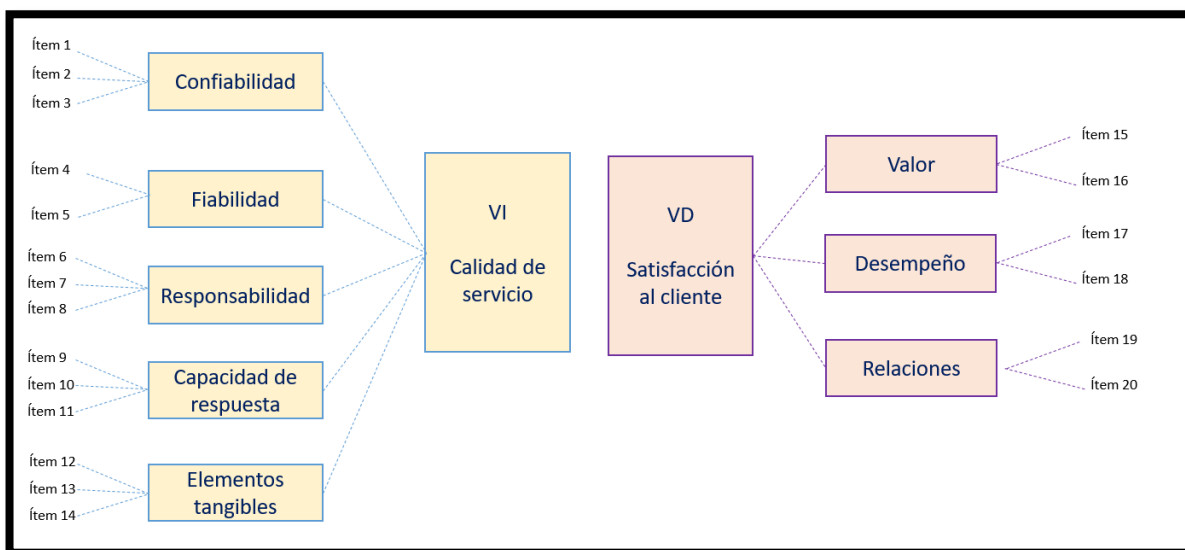 Ítem 1
Ítem 2
Ítem 3
Confiabilidad
Ítem 4
Ítem 5
Fiabilidad
Ítem 6
Ítem 7
Ítem 8
Responsabilidad
Ítem 9
Ítem 10
Ítem 11
Capacidad de
respuesta
Ítem 12
Ítem 13
Ítem 14
Elementos
tangibles
VI
Calidad de
servicio
VD
Satisfacción
al cliente
Valor
Ítem 15
Ítem 16
Desempeño
Ítem 17
Ítem 18
Relaciones
Ítem 19
Ítem 20